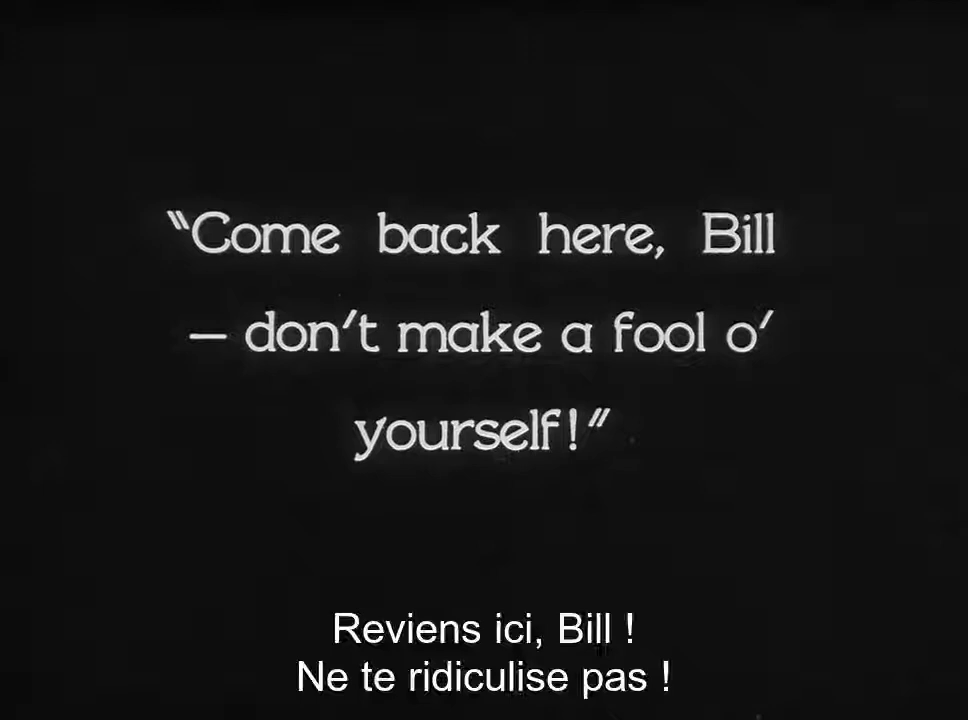 “Come back here, Bill
— don't make a fool o'
yourself!”
Reviens ici, Bill !
Ne te ridiculise pas !